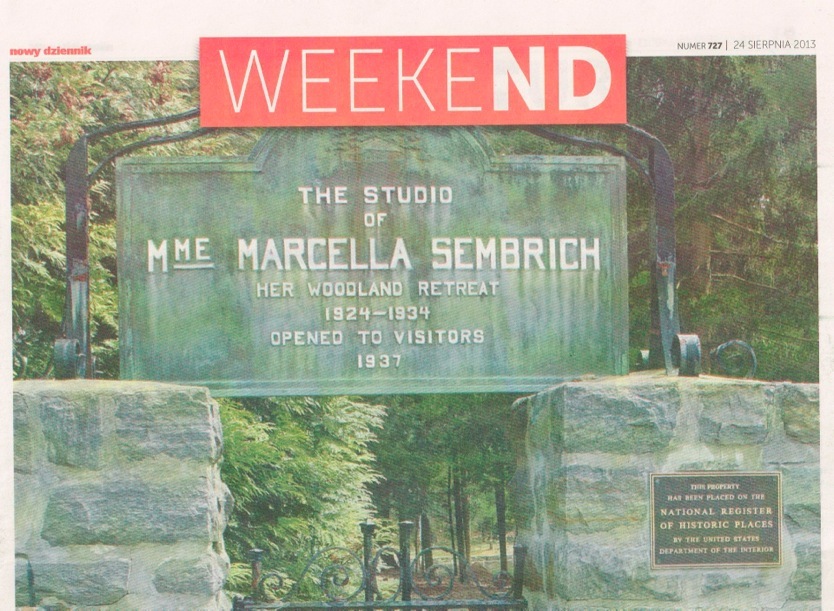 nowy dziennik
WEEKEND
NUMER 727 | 24 SIERPNIA 2013
THE STUDIO
OF
MME MARCELLA SEMBRICH
HER WOODLAND RETREAT
1924-1934
OPENED TO VISITORS
1937
THIS PROPERTY
HAS BEEN PLACED ON THE
NATIONAL REGISTER
OF HISTORIC PLACES
BY THE UNITED STATES
DEPARTMENT OF THE INTERIOR